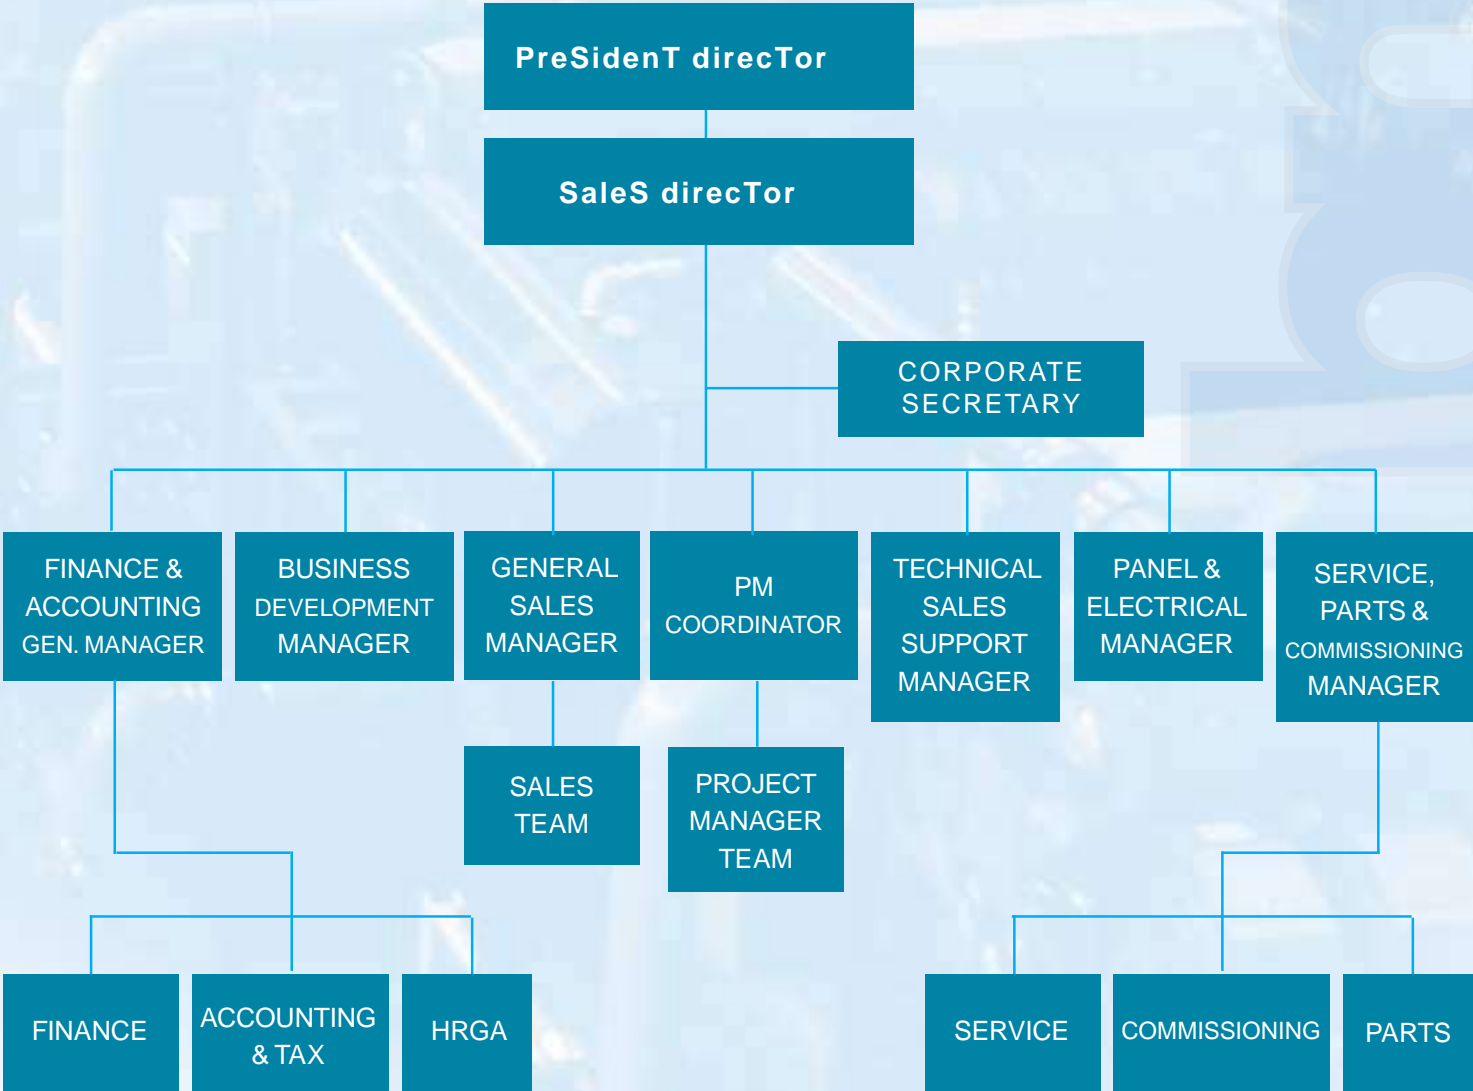 PreSidenT direcTor
SaleS direcTor
CORPORATE
SECRETARY
FINANCE &
ACCOUNTING
GEN. MANAGER
BUSINESS
DEVELOPMENT
MANAGER
GENERAL
SALES
MANAGER
PM
COORDINATOR
TECHNICAL
SALES
SUPPORT
MANAGER
PANEL &
ELECTRICAL
MANAGER
SERVICE,
PARTS &
COMMISSIONING
MANAGER
SALES
TEAM
PROJECT
MANAGER
TEAM
FINANCE
ACCOUNTING
& TAX
HRGA
SERVICE
COMMISSIONING
PARTS